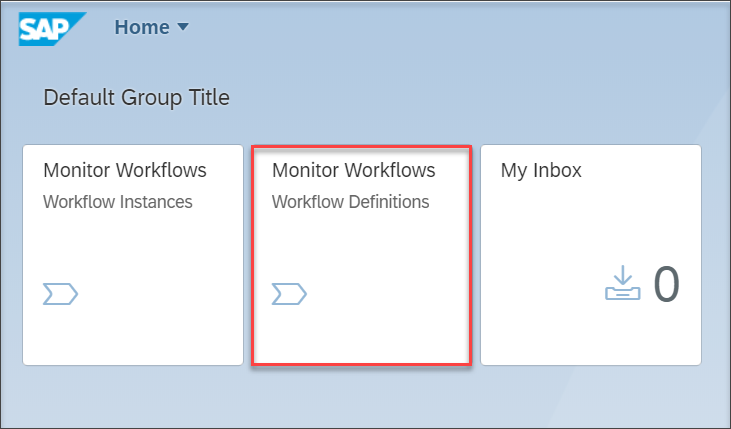 SAP Home
Default Group Title
Monitor Workflows
Workflow Instances
Monitor Workflows
Workflow Definitions
My Inbox
0